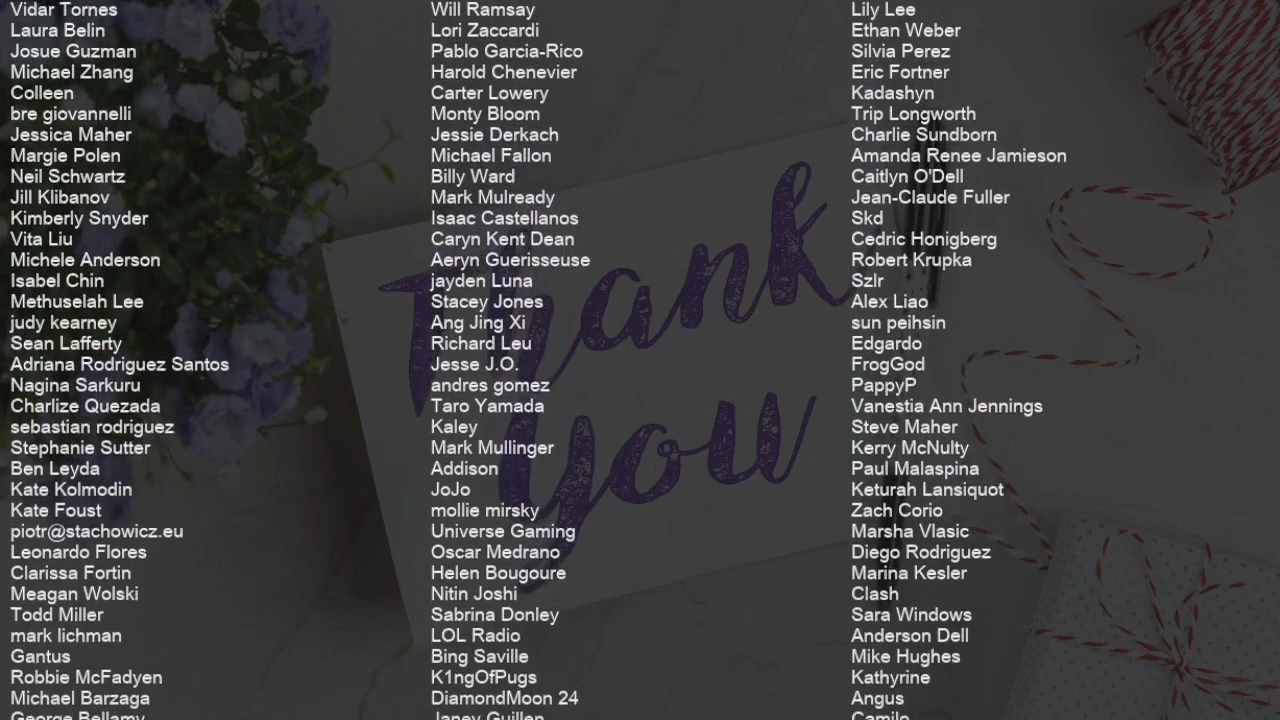 Vidar Tornes
Laura Belin
Josue Guzman
Michael Zhang
Colleen
bre giovannelli
Jessica Maher
Margie Polen
Neil Schwartz
Jill Klibanov
Kimberly Snyder
Vita Liu
Michele Anderson
Isabel Chin
Methuselah Lee
judy kearney
Sean Lafferty
Adriana Rodriguez Santos
Nagina Sarkuru
Charlize Quezada
sebastian rodriguez
Stephanie Sutter
Ben Leyda
Kate Kolmodin
Kate Foust
piotr@stachowicz.eu
Leonardo Flores
Clarissa Fortin
Meagan Wolski
Todd Miller
mark lichman
Gantus
Robbie McFadyen
Michael Barzaga
George Bellamy
Will Ramsay
Lori Zaccardi
Pablo Garcia-Rico
Harold Chenevier
Carter Lowery
Monty Bloom
Jessie Derkach
Michael Fallon
Billy Ward
Mark Mulready
Isaac Castellanos
Caryn Kent Dean
Aeryn Guerisseuse
jayden Luna
Stacey Jones
Ang Jing Xi
Richard Leu
Jesse J.O.
andres gomez
Taro Yamada
Kaley
Mark Mullinger
Addison
JoJo
mollie mirsky
Universe Gaming
Oscar Medrano
Helen Bougoure
Nitin Joshi
Sabrina Donley
LOL Radio
Bing Saville
K1ngOfPugs
DiamondMoon 24
Janey Guillen
Lily Lee
Ethan Weber
Silvia Perez
Eric Fortner
Kadashyn
Trip Longworth
Charlie Sundborn
Amanda Renee Jamieson
Caitlyn O'Dell
Jean-Claude Fuller
Skd
Cedric Honigberg
Robert Krupka
Szlr
Alex Liao
sun peihsin
Edgardo
FrogGod
PappyP
Vanestia Ann Jennings
Steve Maher
Kerry McNulty
Paul Malaspina
Keturah Lansiquot
Zach Corio
Marsha Vlasic
Diego Rodriguez
Marina Kesler
Clash
Sara Windows
Anderson Dell
Mike Hughes
Kathyrine
Angus
Camilo
Thank
you